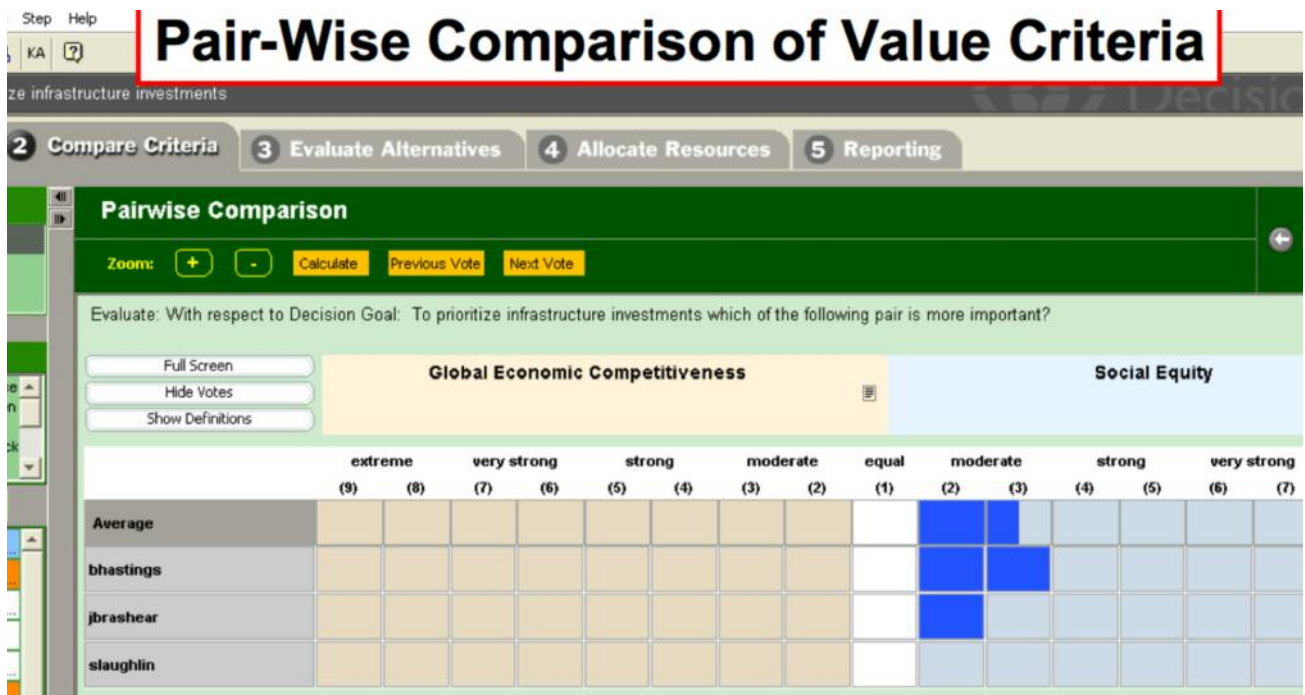 Step Help
Pair-Wise Comparison of Value Criteria
KA
ze infrastructure investments
Decisio
2 Compare Criteria 3 Evaluate Alternatives 4 Allocate Resources 5 Reporting
Pairwise Comparison
Zoom: + - Calculate Previous Vote Next Vote
Evaluate: With respect to Decision Goal: To prioritize infrastructure investments which of the following pair is more important?
Full Screen
Hide Votes
Show Definitions
Global Economic Competitiveness Social Equity
extreme very strong strong moderate equal moderate strong very strong
(9) (8) (7) (6) (5) (4) (3) (2) (1) (2) (3) (4) (5) (6) (7)
Average
bhastings
jbrashear
slaughlin